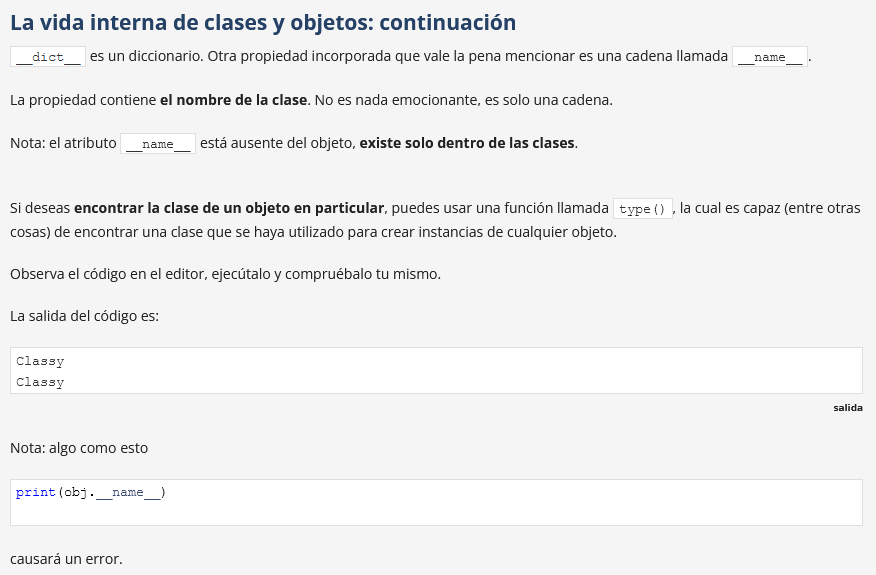 La vida interna de clases y objetos: continuación
__dict__ es un diccionario. Otra propiedad incorporada que vale la pena mencionar es una cadena llamada __name__.
La propiedad contiene el nombre de la clase. No es nada emocionante, es solo una cadena.
Nota: el atributo __name__ está ausente del objeto, existe solo dentro de las clases.
Si deseas encontrar la clase de un objeto en particular, puedes usar una función llamada type(), la cual es capaz (entre otras
cosas) de encontrar una clase que se haya utilizado para crear instancias de cualquier objeto.
Observa el código en el editor, ejecútalo y compruébalo tu mismo.
La salida del código es:
Classy
Classy
salida
Nota: algo como esto
print(obj.__name__)
causará un error.